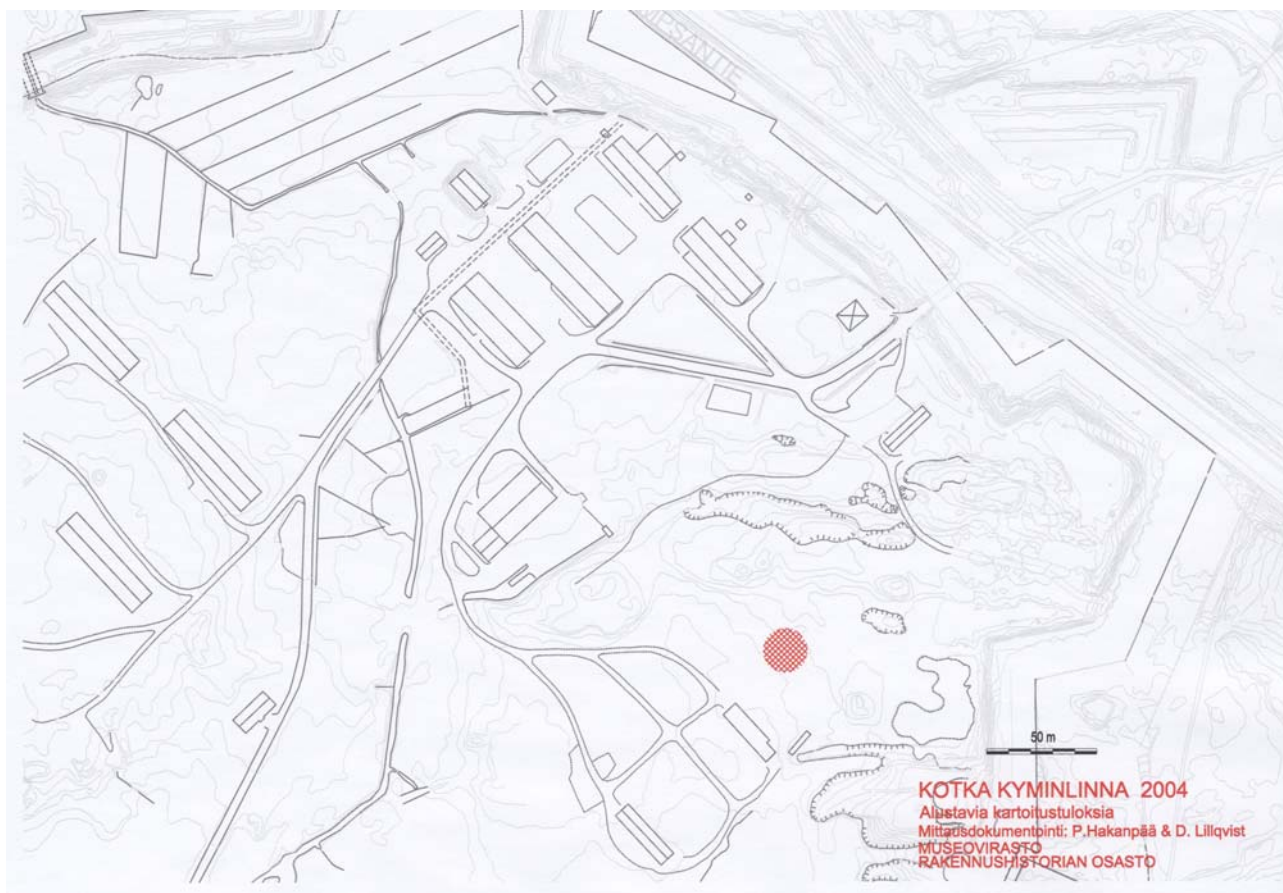 50 m
KOTKA KYMINLINNA 2004
Alustavia kartoitustuloksia
Mittausdokumentointi: P.Hakanpää & D. Lillqvist
MUSEOVIRASTO
RAKENNUSHISTORIAN OSASTO